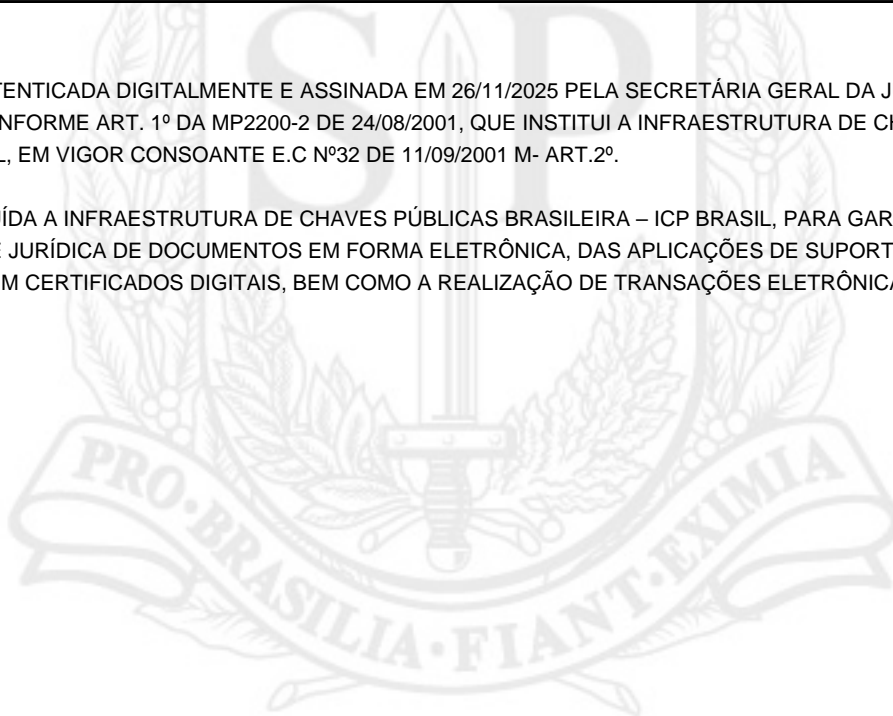 TENTICADA DIGITALMENTE E ASSINADA EM 26/11/2025 PELA SECRETÁRIA GERAL DA J
NFORME ART. 1º DA MP2200-2 DE 24/08/2001, QUE INSTITUI A INFRAESTRUTURA DE CH
L, EM VIGOR CONSOANTE E.C Nº32 DE 11/09/2001 M- ART.2º.
UÍDA A INFRAESTRUTURA DE CHAVES PÚBLICAS BRASILEIRA – ICP BRASIL, PARA GAR
E JURÍDICA DE DOCUMENTOS EM FORMA ELETRÔNICA, DAS APLICAÇÕES DE SUPORT
M CERTIFICADOS DIGITAIS, BEM COMO A REALIZAÇÃO DE TRANSAÇÕES ELETRÔNICA
SP
PRO·BRASILIA·FIANT·EXIMIA